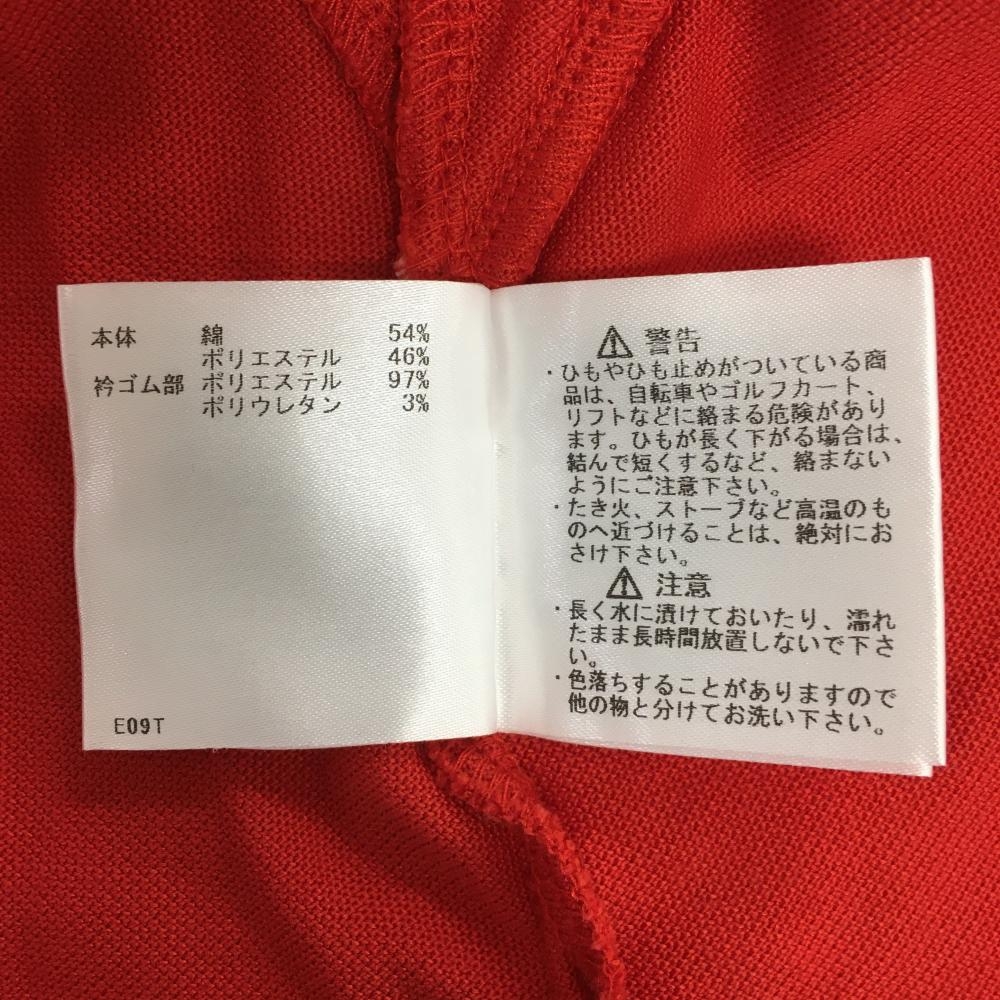 本体 綿 54%
ポリエステル 46%
衿ゴム部 ポリエステル 97%
ポリウレタン 3%
E09T
⚠ 警告
・ひもやひも止めがついている商
品は、自転車やゴルフカート、
リフトなどに絡まる危険があり
ます。ひもが長く下がる場合は、
結んで短くするなど、絡まない
ようにご注意下さい。
・たき火、ストーブなど高温のも
のへ近づけることは、絶対にお
さけ下さい。
⚠ 注意
・長く水に漬けておいたり、濡れ
たまま長時間放置しないで下さ
い。
・色落ちすることがありますので
他の物と分けてお洗い下さい。